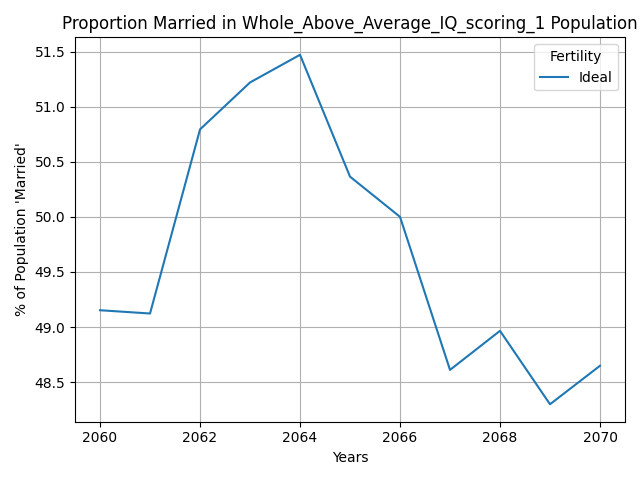 Proportion Married in Whole_Above_Average_IQ_scoring_1 Population
Fertility
Ideal
% of Population 'Married'
51.5
51.0
50.5
50.0
49.5
49.0
48.5
2060
2062
2064
2066
2068
2070
Years